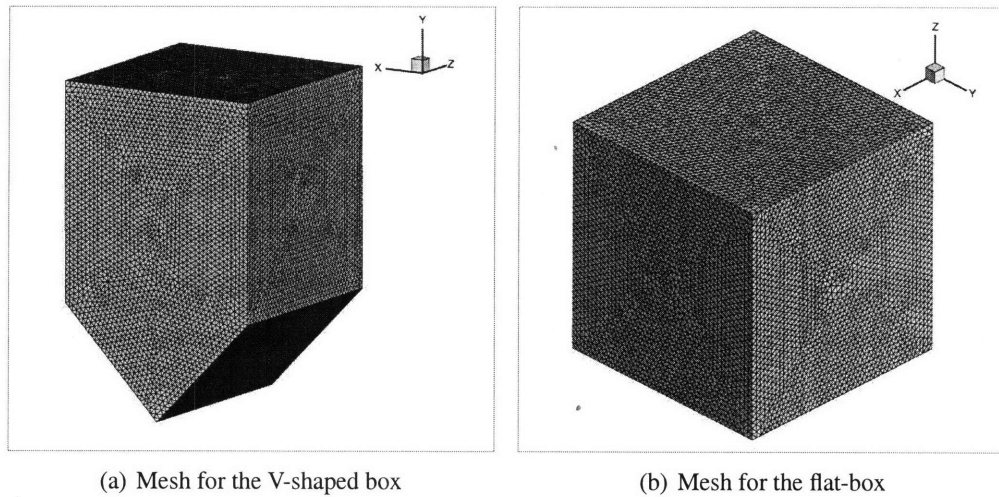 Y
X
Z
Z
X
Y
(a) Mesh for the V-shaped box
(b) Mesh for the flat-box